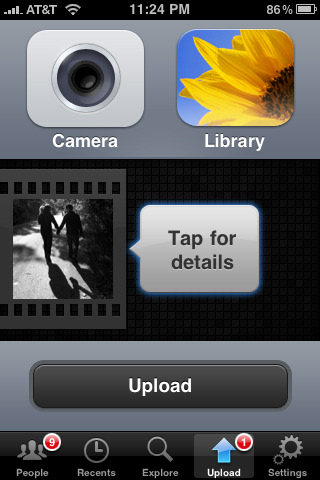 AT&T 11:24 PM 86%
Camera Library
Tap for
details
Upload
9 1
People Recents Explore Upload Settings